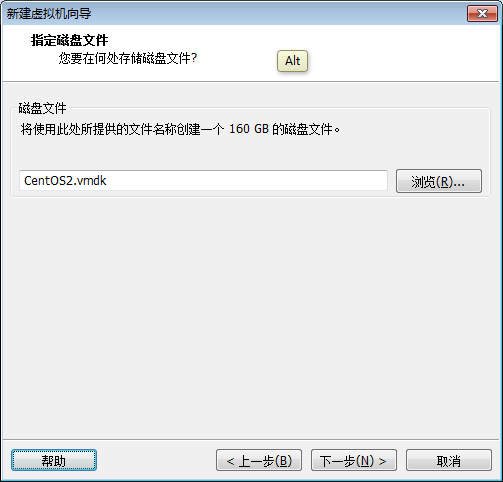 新建虚拟机向导
指定磁盘文件
您要在何处存储磁盘文件?
Alt
磁盘文件
将使用此处所提供的文件名称创建一个 160 GB 的磁盘文件。
CentOS2.vmdk
浏览(R)...
帮助
< 上一步(B)
下一步(N) >
取消